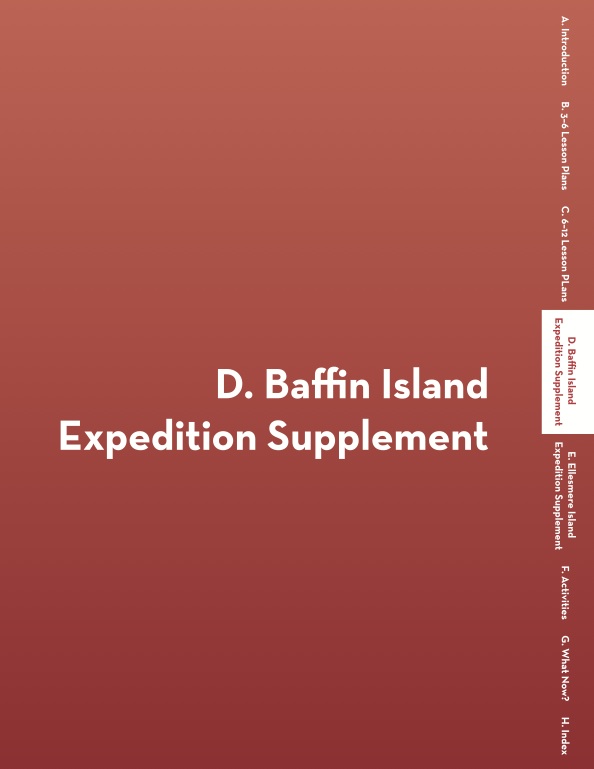 D. Baffin Island
Expedition Supplement
A. Introduction
B. 3–6 Lesson Plans
C. 6–12 Lesson PLans
D. Baffin Island
Expedition Supplement
E. Ellesmere Island
Expedition Supplement
F. Activities
G. What Now?
H. Index